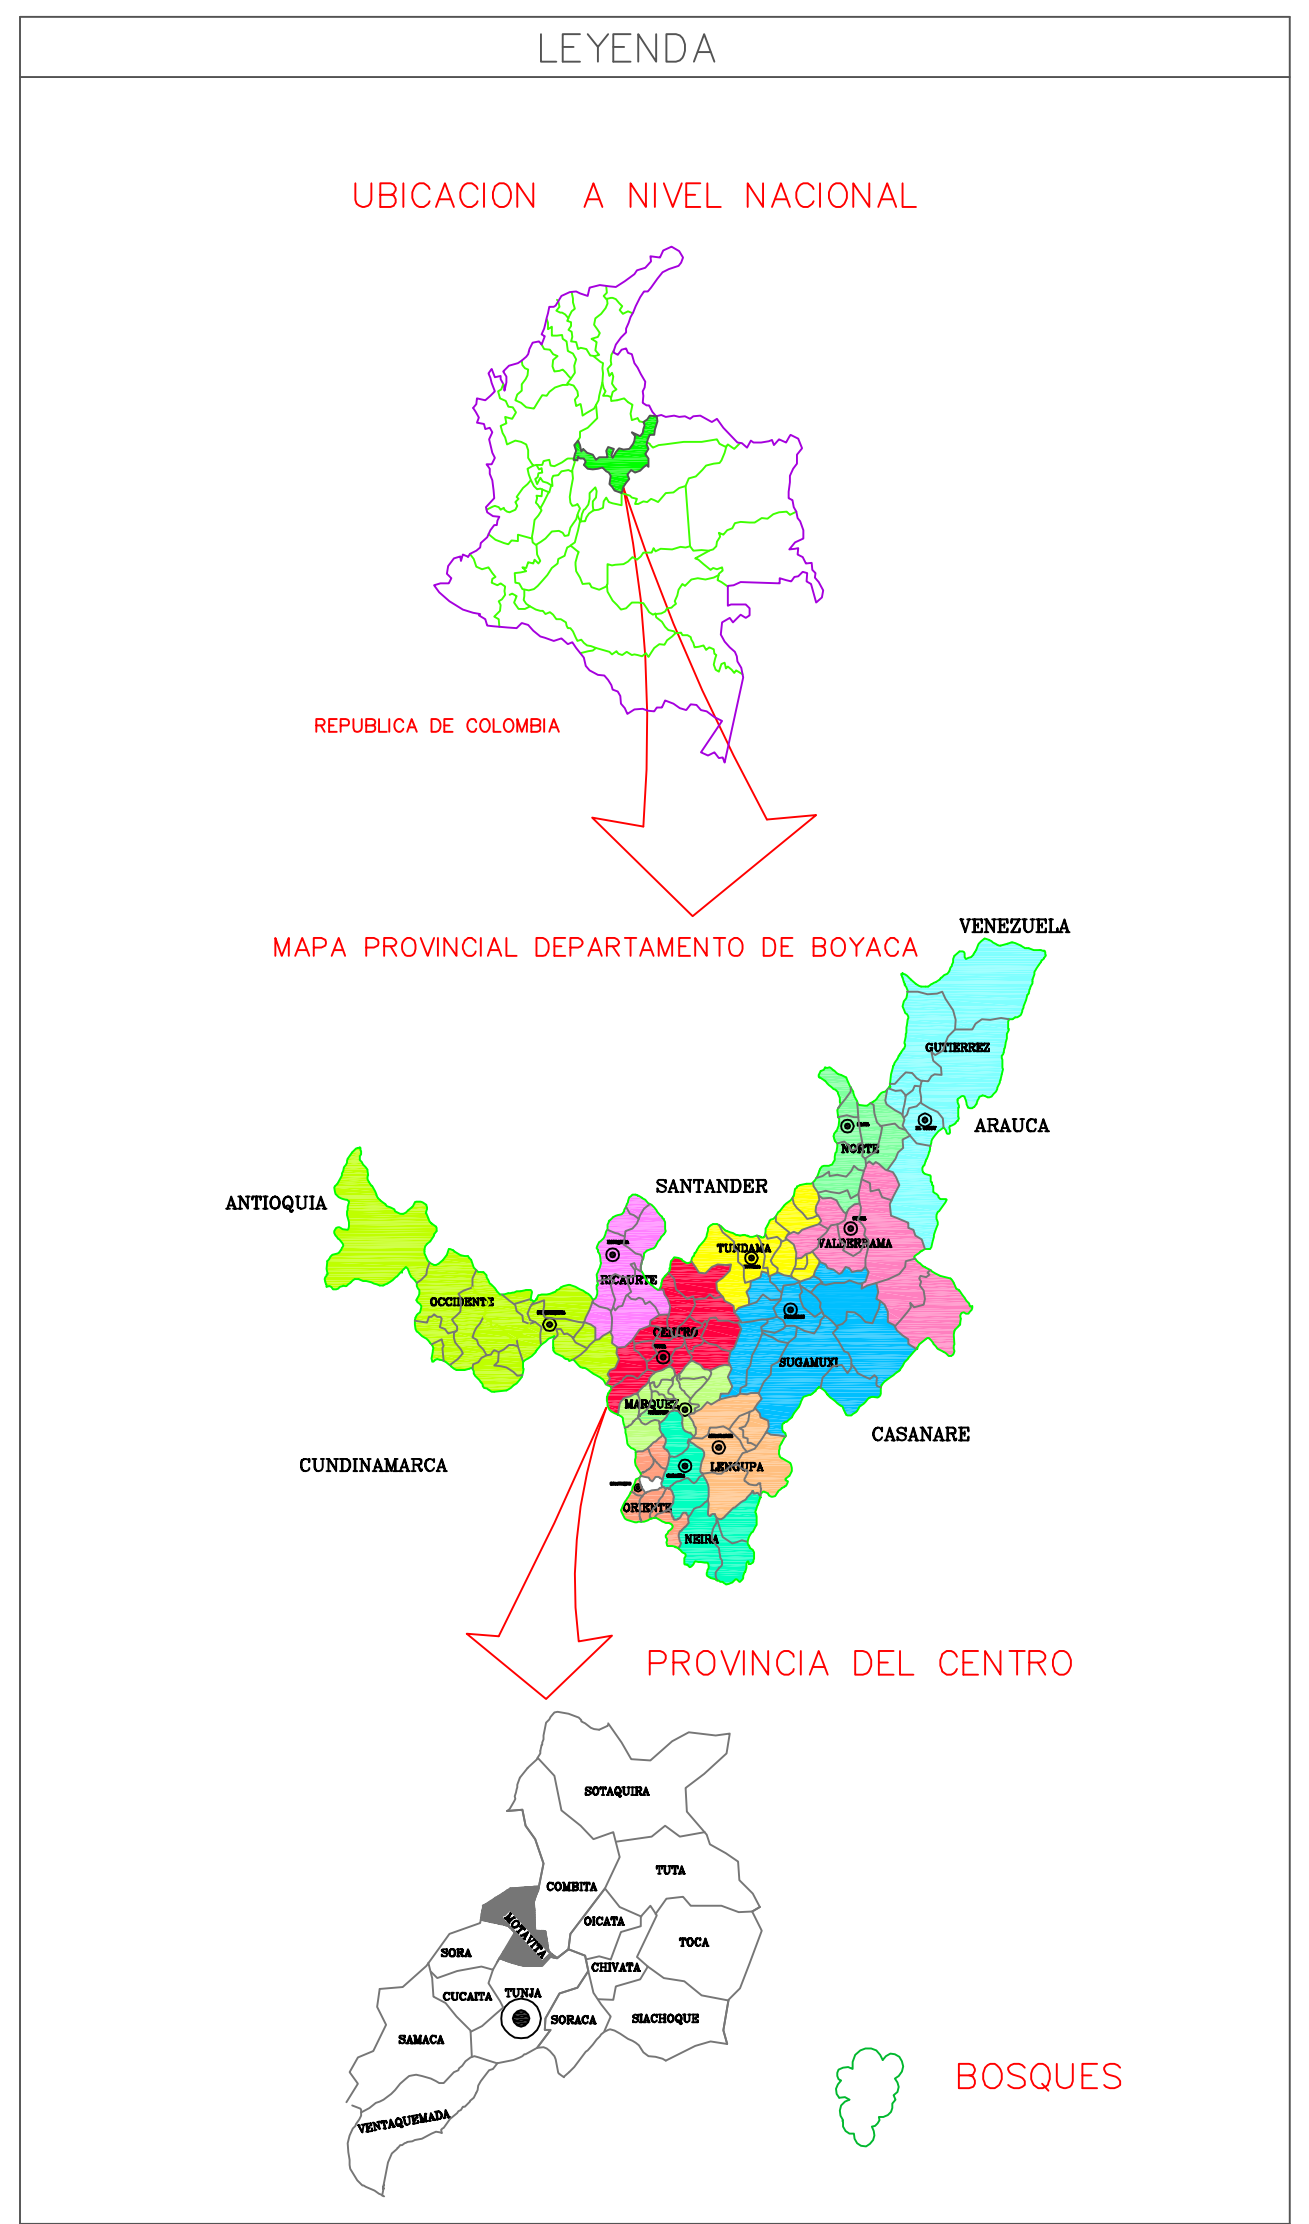 LEYENDA
UBICACION A NIVEL NACIONAL
REPUBLICA DE COLOMBIA
MAPA PROVINCIAL DEPARTAMENTO DE BOYACA
VENEZUELA
GUTIERREZ
ARAUCA
NORTE
SANTANDER
ANTIOQUIA
VALDERRAMA
TUNDAMA
RICAURTE
OCCIDENTE
CENTRO
SUGAMUXI
MARQUEZ
CASANARE
CUNDINAMARCA
LENGUPA
ORIENTE
NEIRA
PROVINCIA DEL CENTRO
SOTAQUIRA
TUTA
COMBITA
OICATA
MOTAVITA
TOCA
SORA
CHIVATA
CUCAITA
TUNJA
SORACA
SIACHOQUE
SAMACA
BOSQUES
VENTAQUEMADA